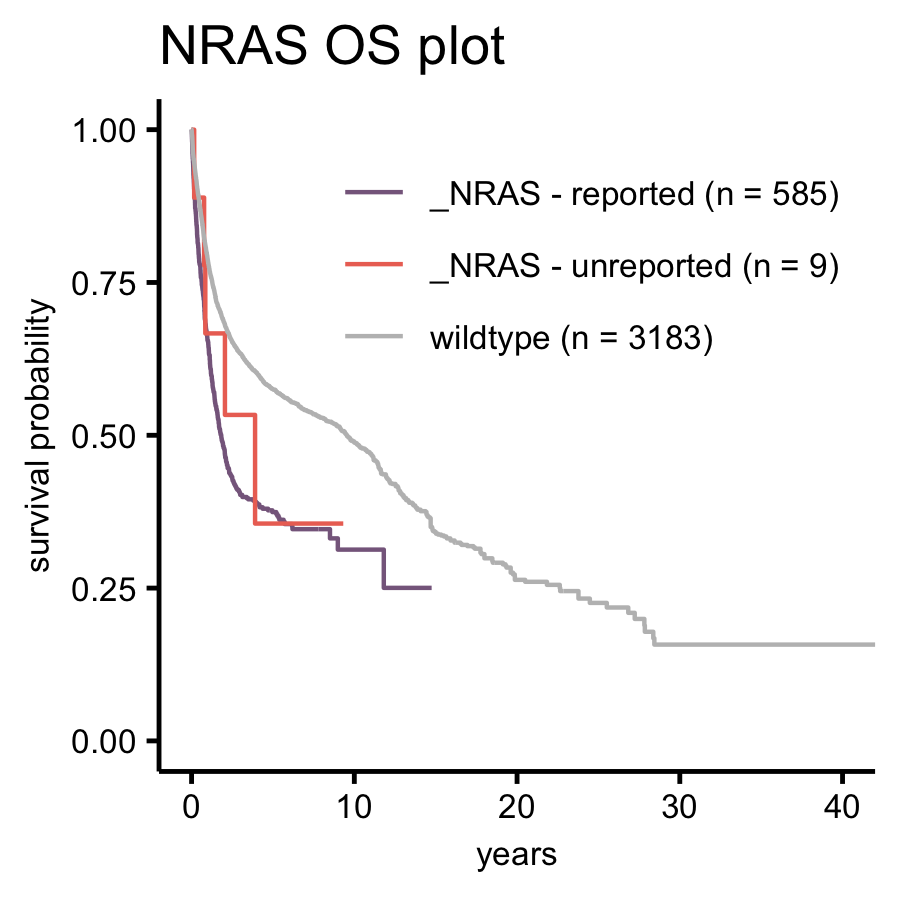 NRAS OS plot
1.00
0.75
0.50
0.25
0.00
survival probability
_NRAS - reported (n = 585)
_NRAS - unreported (n = 9)
wildtype (n = 3183)
0 10 20 30 40
years